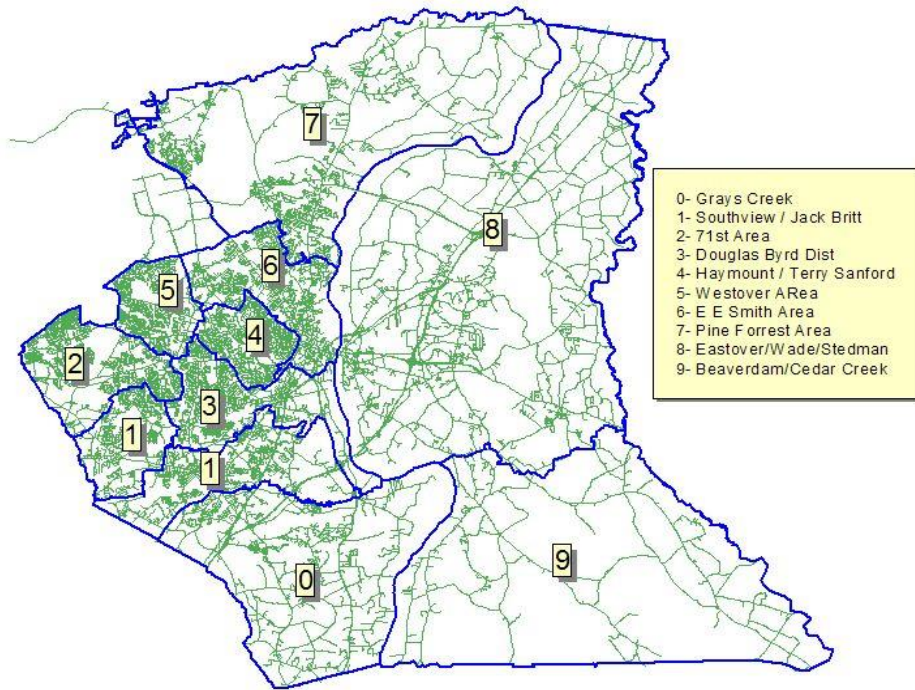 7
8
6
5
4
2
3
1
1
0
9
0- Grays Creek
1- Southview / Jack Britt
2- 71st Area
3- Douglas Byrd Dist
4- Haymount / Terry Sanford
5- Westover ARea
6- E E Smith Area
7- Pine Forrest Area
8- Eastover/Wade/Stedman
9- Beaverdam/Cedar Creek